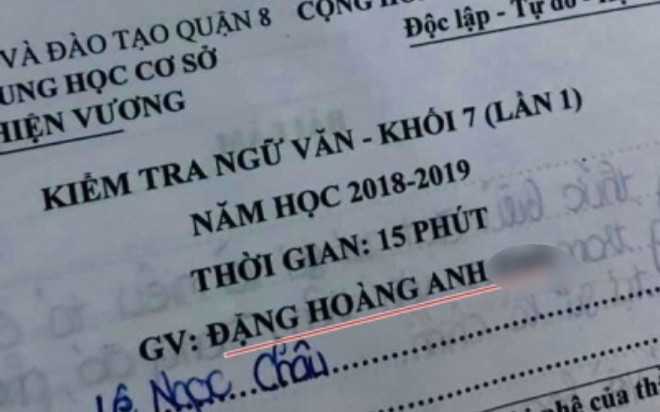 VÀ ĐÀO TẠO QUẬN 8 CỘNG
Độc lập - Tự do -
UNG HỌC CƠ SỞ
HIỆN VƯƠNG
KIỂM TRA NGỮ VĂN - KHỐI 7 (LẦN 1)
NĂM HỌC 2018-2019
THỜI GIAN: 15 PHÚT
GV: ĐẶNG HOÀNG ANH
Lê Ngọc Châu
của